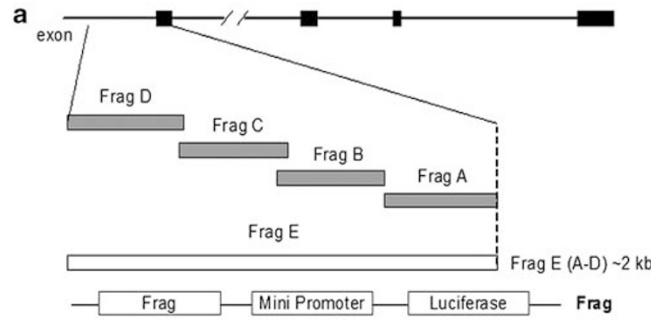 a
exon
Frag D
Frag C
Frag B
Frag A
Frag E
Frag E (A-D) ~2 kb
Frag Mini Promoter Luciferase Frag